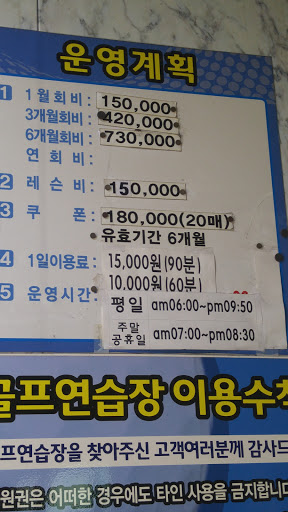 운영계획
1 1월회비: 150,000
3개월회비: 420,000
6개월회비: 730,000
연 회 비:
2 레 슨 비: 150,000
3 쿠 폰: 180,000(20매)
*유효기간 6개월
4 1일이용료: 15,000원(90분)
10,000원(60분)
5 운영시간: 평일 am06:00~pm09:50
주말 공휴일 am07:00~pm08:30
골프연습장 이용수칙
프연습장을 찾아주신 고객여러분께 감사드
원권은 어떠한 경우에도 타인 사용을 금지합니다